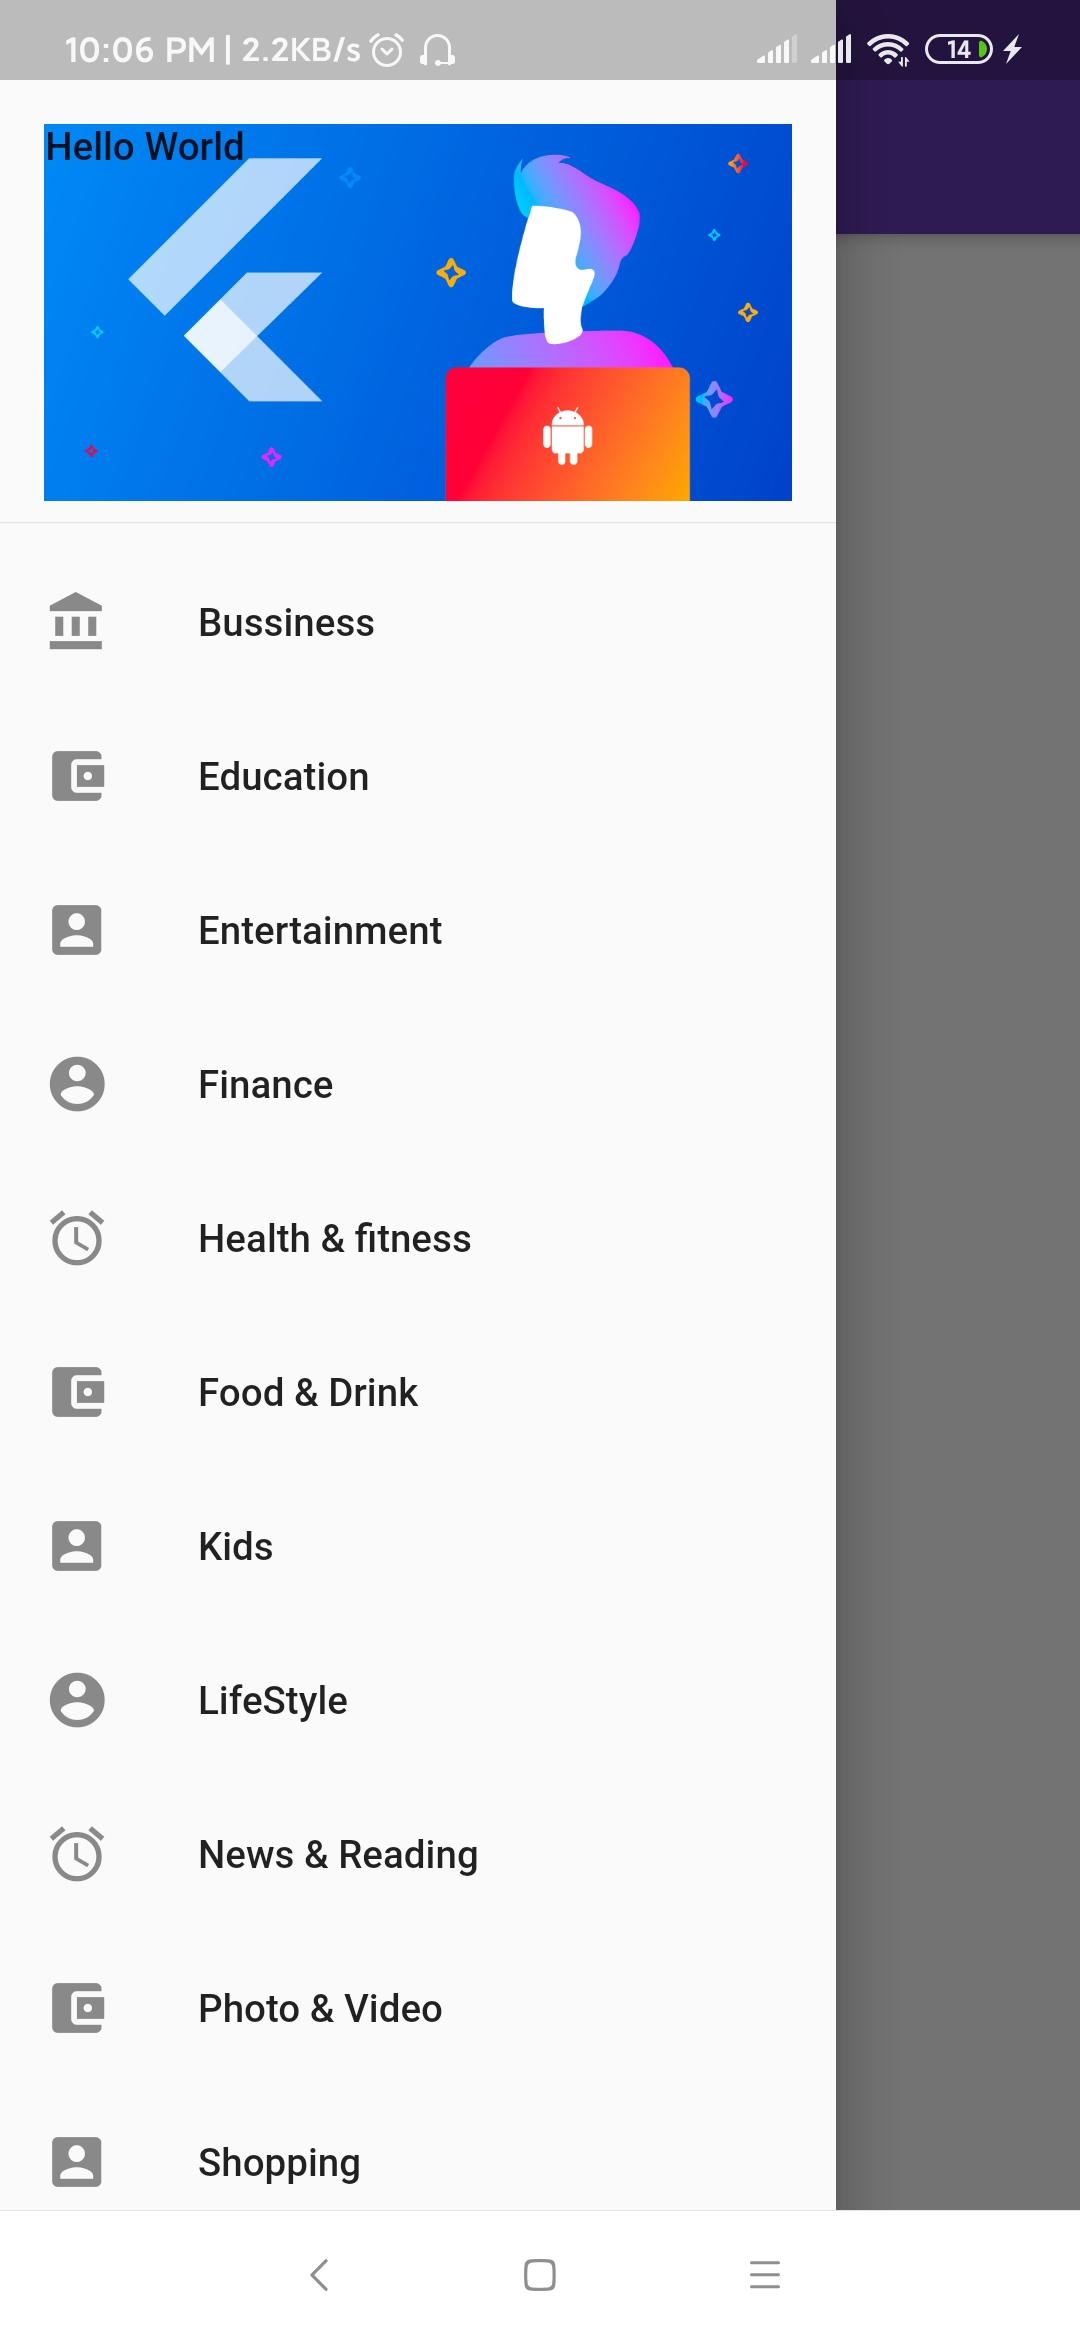 10:06 PM | 2.2KB/s 14
Hello World
Bussiness
Education
Entertainment
Finance
Health & fitness
Food & Drink
Kids
LifeStyle
News & Reading
Photo & Video
Shopping